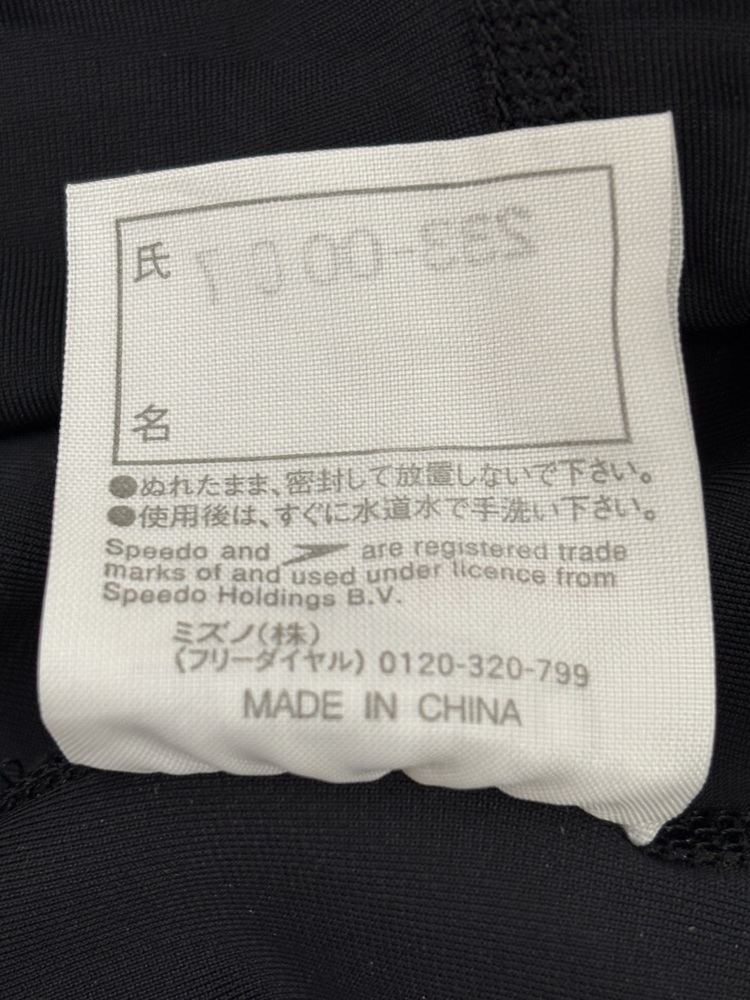 氏
名
●ぬれたまま、密封して放置しないで下さい。
●使用後は、すぐに水道水で手洗い下さい。
Speedo and are registered trade
marks of and used under licence from
Speedo Holdings B.V.
ミズノ(株)
(フリーダイヤル) 0120-320-799
MADE IN CHINA